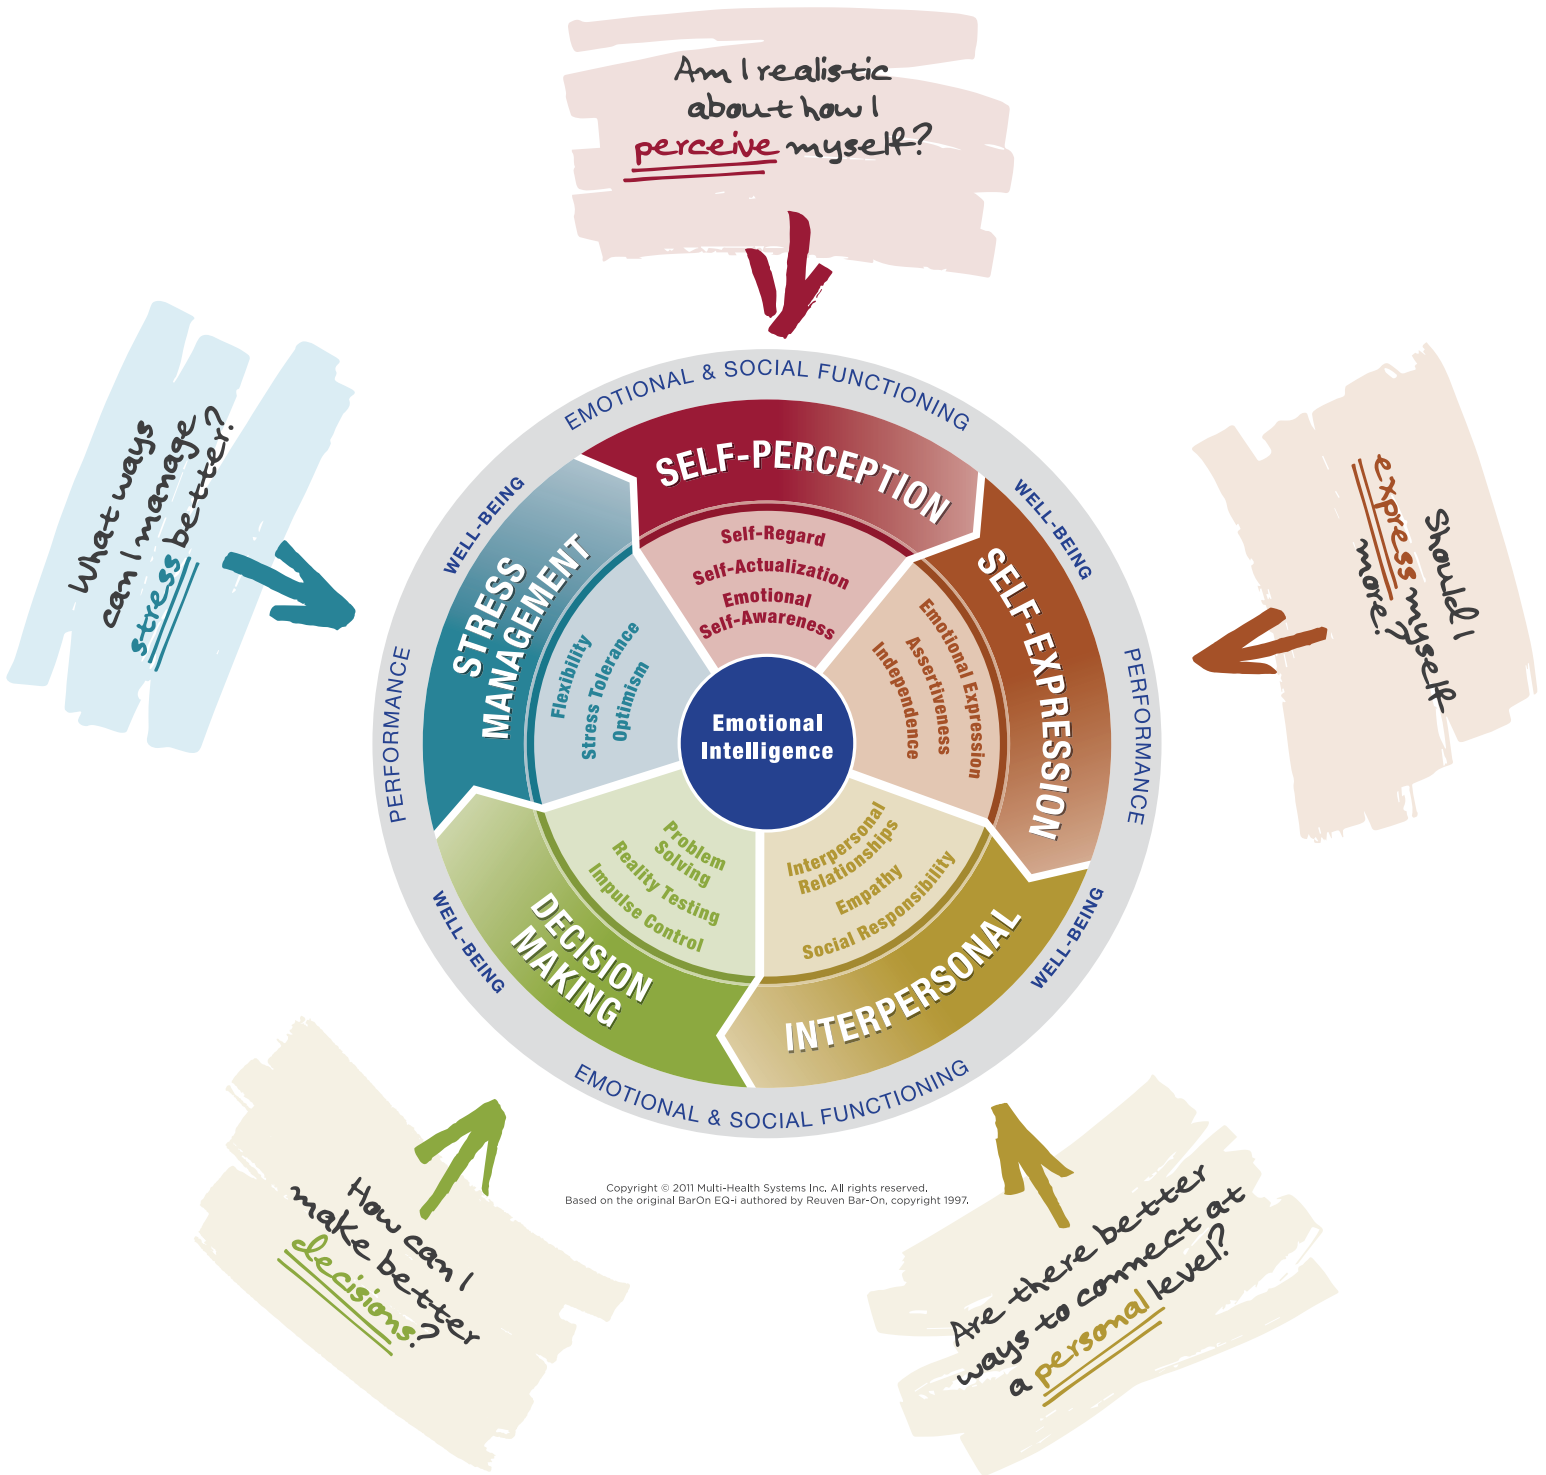 Am I realistic
about how I
perceive myself?
What ways
can I manage
stress better?
Should I
express myself
more?
EMOTIONAL & SOCIAL FUNCTIONING
WELL-BEING
WELL-BEING
PERFORMANCE
PERFORMANCE
SELF-PERCEPTION
Self-Regard
Self-Actualization
Emotional
Self-Awareness
SELF-EXPRESSION
Emotional Expression
Assertiveness
Independence
STRESS
MANAGEMENT
Flexibility
Stress Tolerance
Optimism
Emotional
Intelligence
Problem
Solving
Reality Testing
Impulse Control
DECISION
MAKING
Interpersonal
Relationships
Empathy
Social Responsibility
INTERPERSONAL
WELL-BEING
WELL-BEING
EMOTIONAL & SOCIAL FUNCTIONING
Copyright © 2011 Multi-Health Systems Inc. All rights reserved.
Based on the original BarOn EQ-i authored by Reuven Bar-On, copyright 1997.
How can I
make better
decisions?
Are there better
ways to connect at
a personal level?